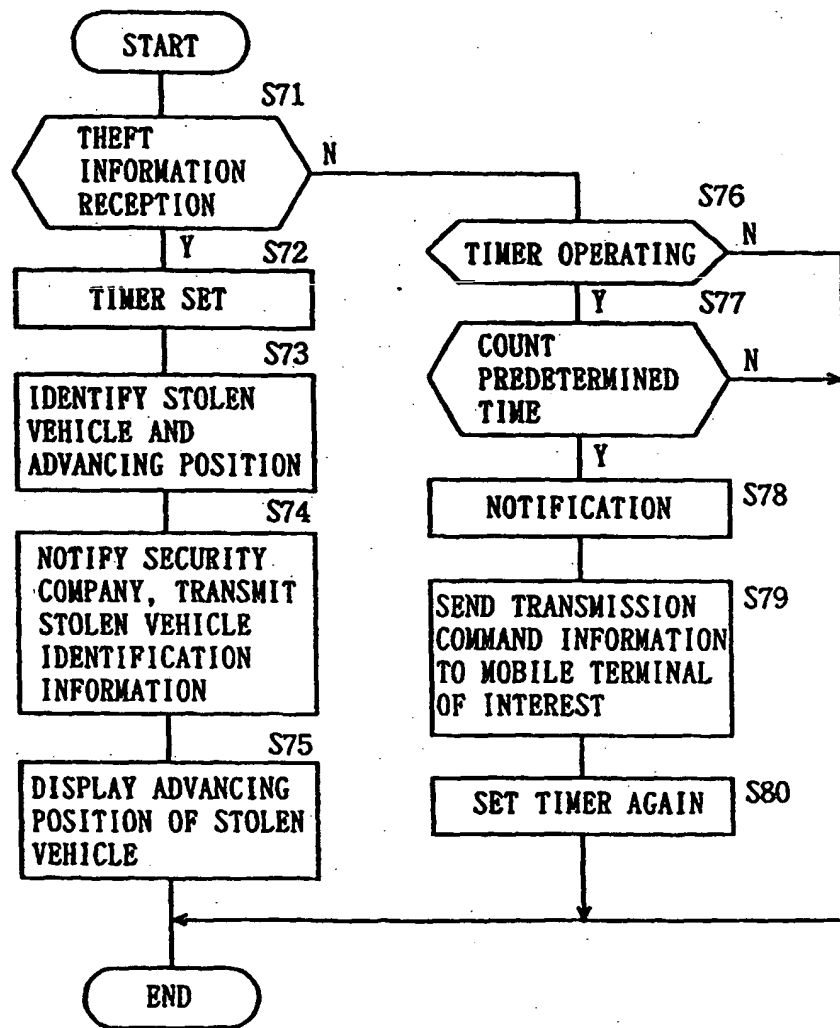 START
S71
THEFT
INFORMATION
RECEPTION
N
Y
S72
TIMER SET
S73
IDENTIFY STOLEN
VEHICLE AND
ADVANCING POSITION
S74
NOTIFY SECURITY
COMPANY, TRANSMIT
STOLEN VEHICLE
IDENTIFICATION
INFORMATION
S75
DISPLAY ADVANCING
POSITION OF STOLEN
VEHICLE
END
S76
TIMER OPERATING
N
Y
S77
COUNT
PREDETERMINED
TIME
N
Y
S78
NOTIFICATION
S79
SEND TRANSMISSION
COMMAND INFORMATION
TO MOBILE TERMINAL
OF INTEREST
SET TIMER AGAIN
S80